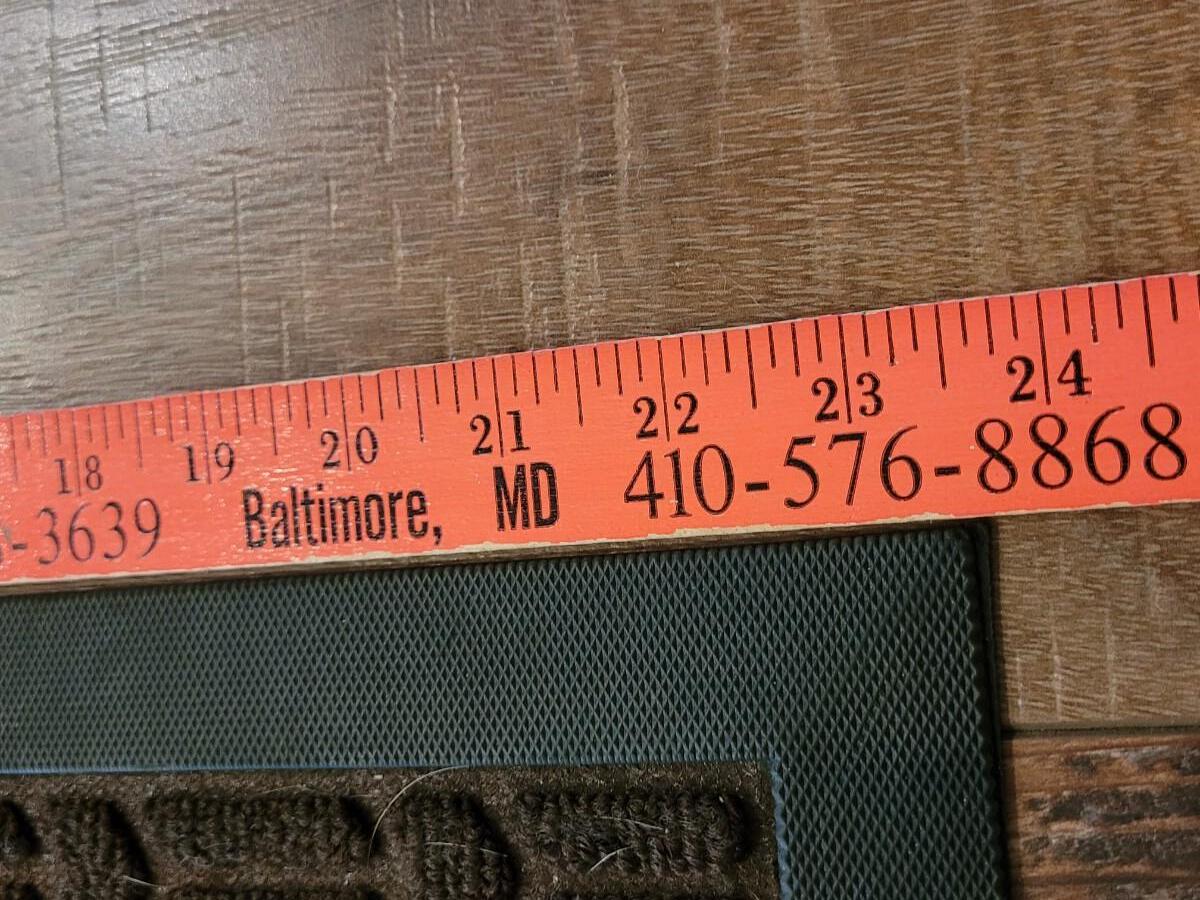 18 19 20 21 22 23 24
-3639 Baltimore, MD 410-576-8868